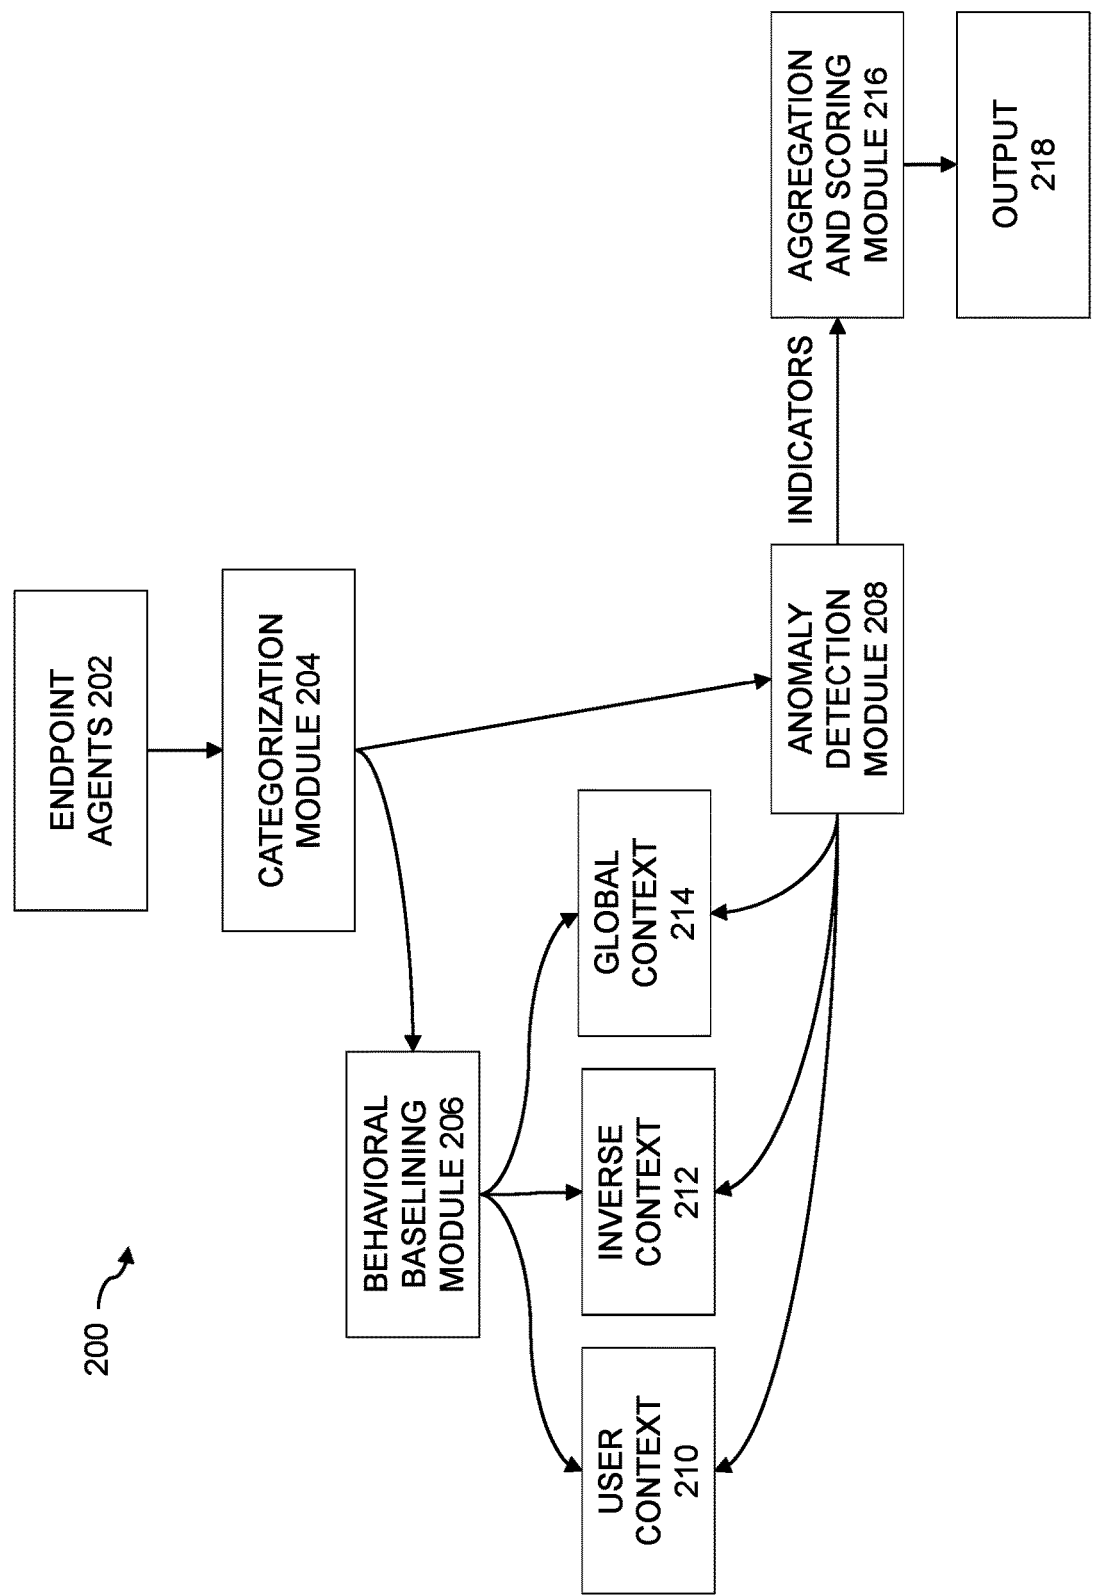 200
ENDPOINT
AGENTS 202
CATEGORIZATION
MODULE 204
BEHAVIORAL
BASELINING
MODULE 206
USER
CONTEXT
210
INVERSE
CONTEXT
212
GLOBAL
CONTEXT
214
ANOMALY
DETECTION
MODULE 208
INDICATORS
AGGREGATION
AND SCORING
MODULE 216
OUTPUT
218